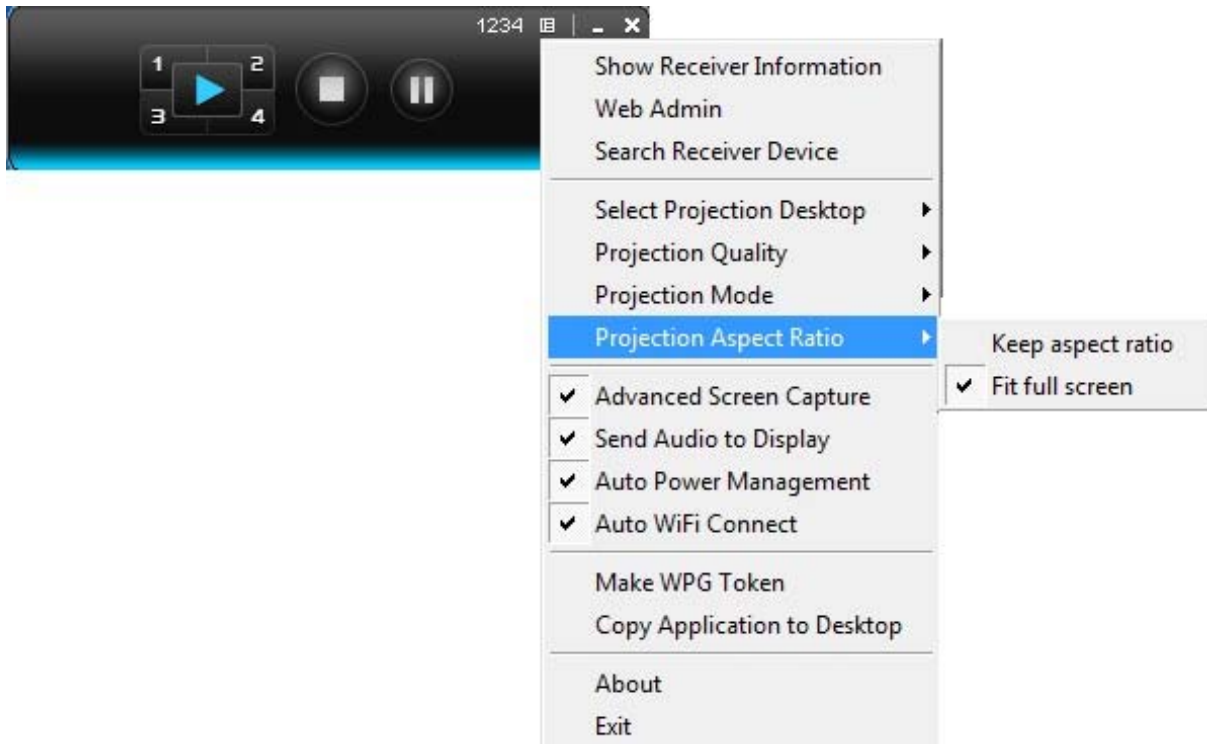 1234
1 2
3 4
Show Receiver Information
Web Admin
Search Receiver Device
Select Projection Desktop
Projection Quality
Projection Mode
Projection Aspect Ratio
Keep aspect ratio
Fit full screen
Advanced Screen Capture
Send Audio to Display
Auto Power Management
Auto WiFi Connect
Make WPG Token
Copy Application to Desktop
About
Exit